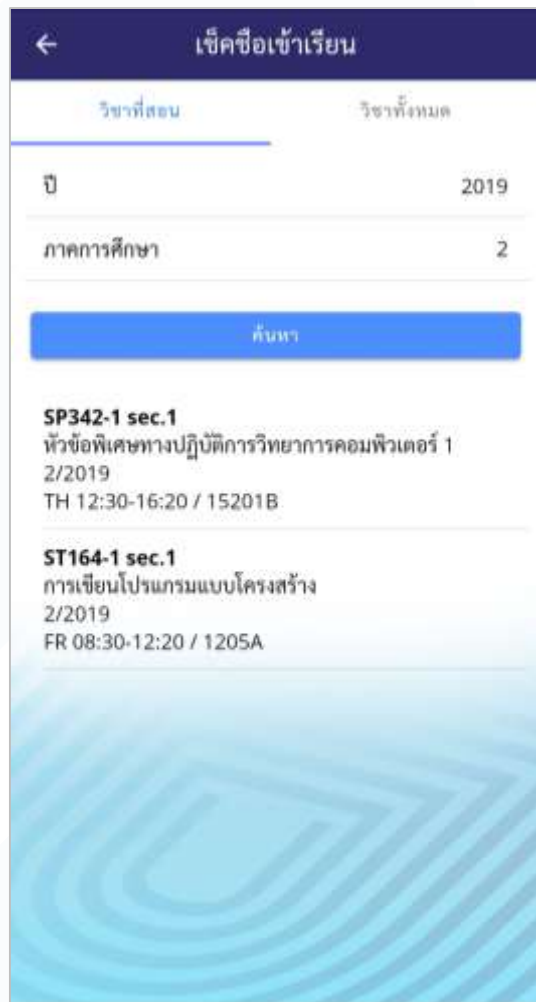 เช็คชื่อเข้าเรียน
วิชาที่สอน วิชาทั้งหมด
ปี 2019
ภาคการศึกษา 2
ค้นหา
SP342-1 sec.1
หัวข้อพิเศษทางปฏิบัติการวิทยาการคอมพิวเตอร์ 1
2/2019
TH 12:30-16:20 / 15201B
ST164-1 sec.1
การเขียนโปรแกรมแบบโครงสร้าง
2/2019
FR 08:30-12:20 / 1205A